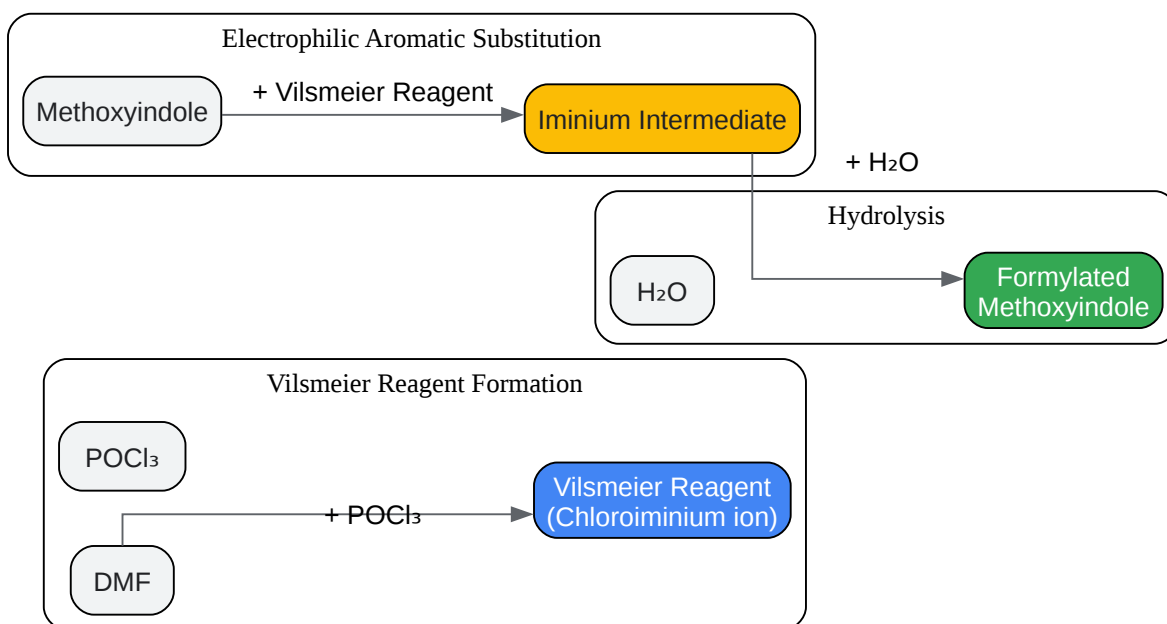 Electrophilic Aromatic Substitution
Methoxyindole
+ Vilsmeier Reagent
Iminium Intermediate
+ H₂O
Hydrolysis
H₂O
Formylated
Methoxyindole
Vilsmeier Reagent Formation
POCl₃
+ POCl₃
Vilsmeier Reagent
(Chloroiminium ion)
DMF